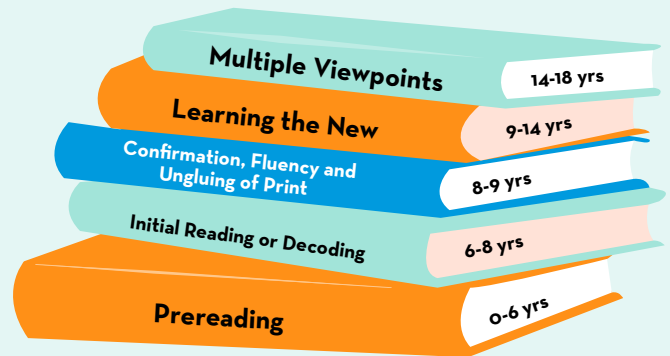 Multiple Viewpoints
14-18 yrs
Learning the New
9-14 yrs
Confirmation, Fluency and
Ungluing of Print
8-9 yrs
Initial Reading or Decoding
6-8 yrs
Prereading
0-6 yrs